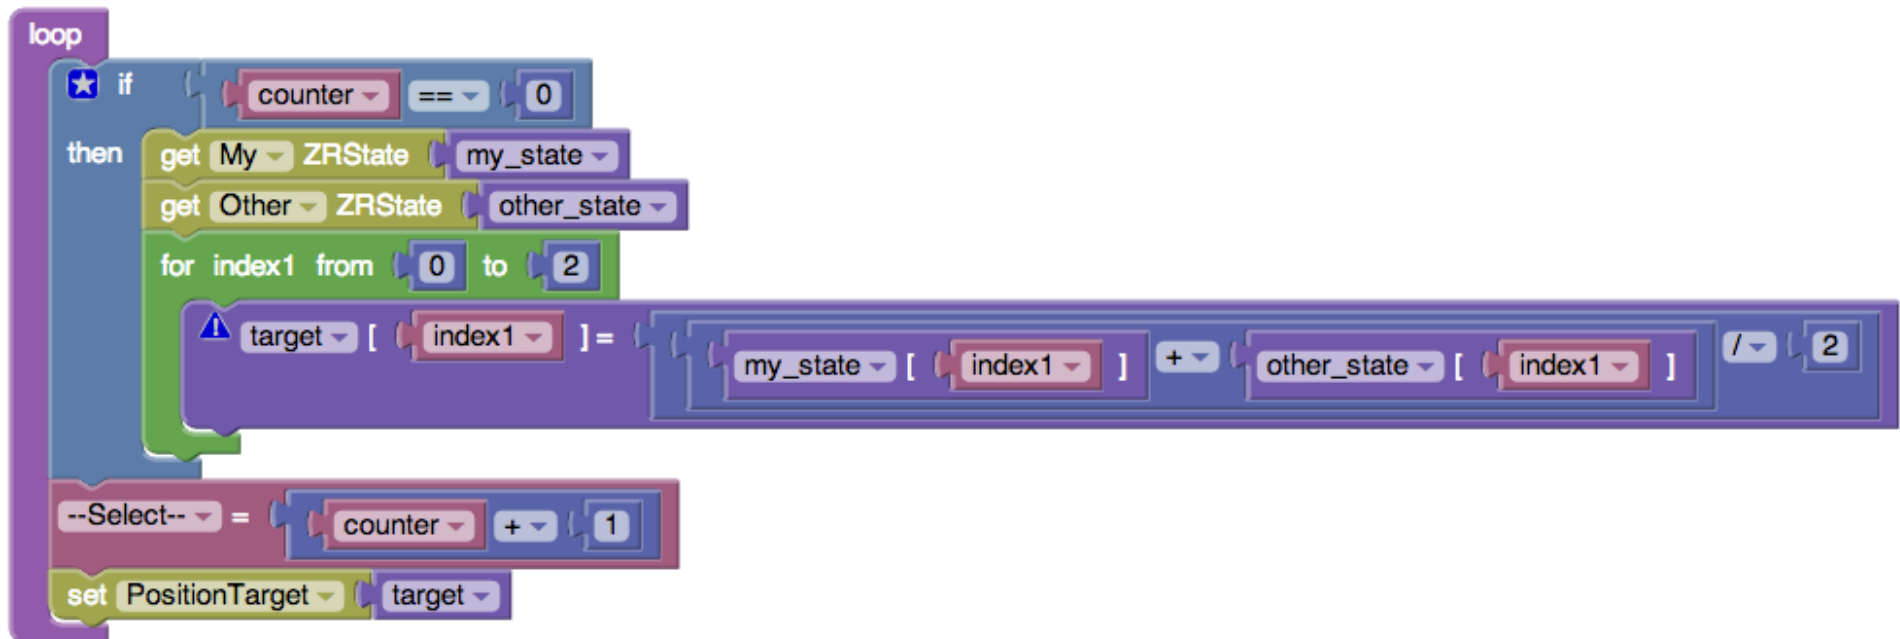 loop
if counter == 0
then get My ZRState my_state
get Other ZRState other_state
for index1 from 0 to 2
target [ index1 ] = my_state [ index1 ] + other_state [ index1 ] / 2
--Select-- = counter + 1
set PositionTarget target